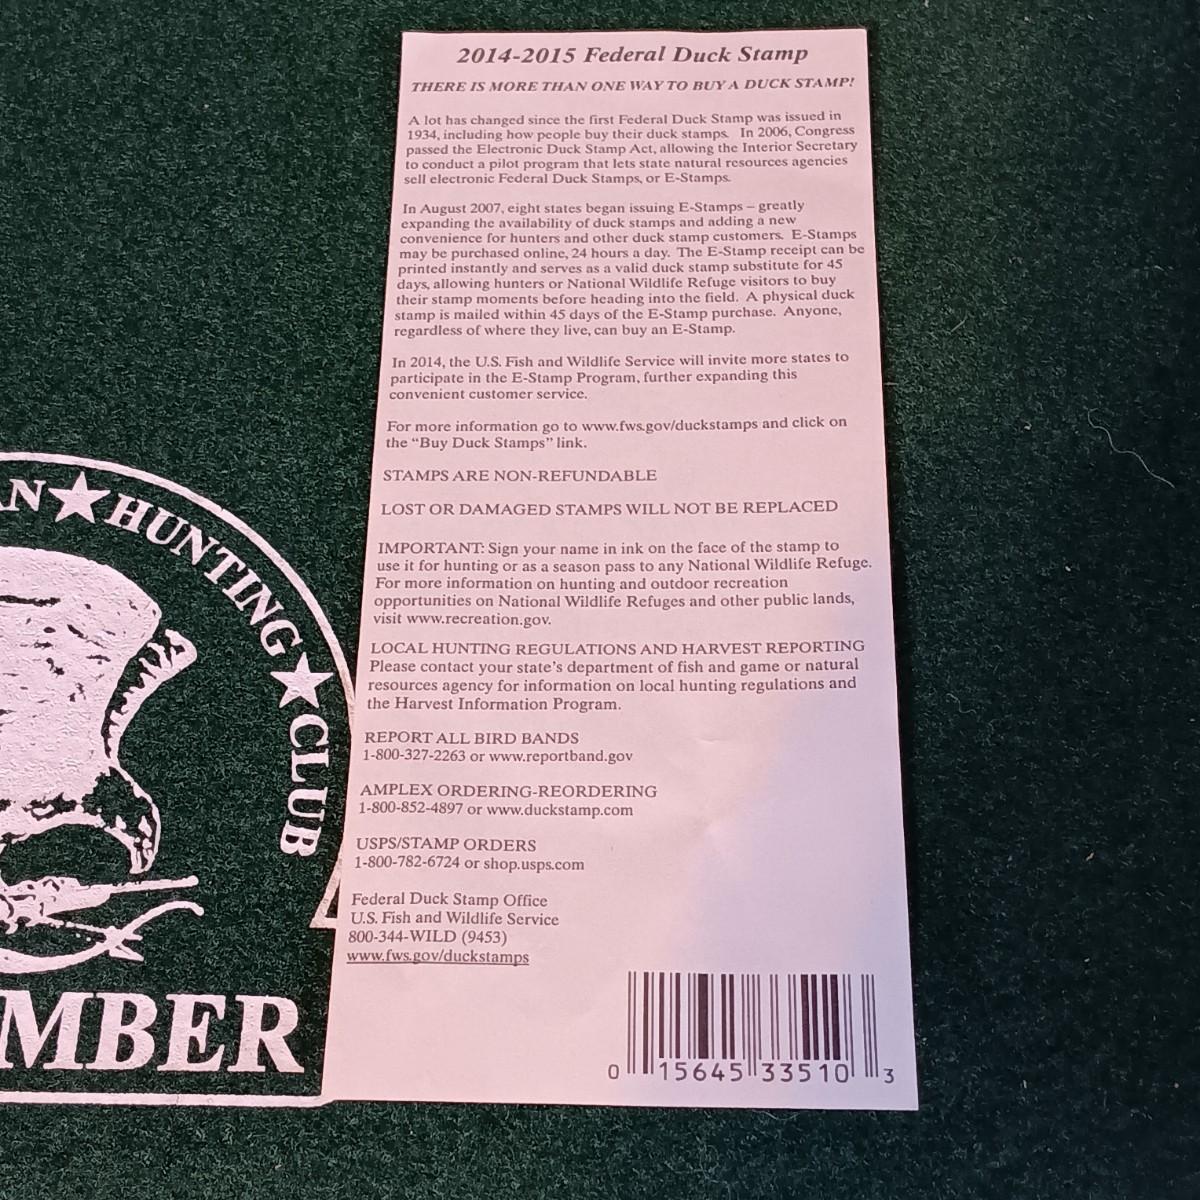 2014-2015 Federal Duck Stamp
THERE IS MORE THAN ONE WAY TO BUY A DUCK STAMP!
A lot has changed since the first Federal Duck Stamp was issued in
1934, including how people buy their duck stamps. In 2006, Congress
passed the Electronic Duck Stamp Act, allowing the Interior Secretary
to conduct a pilot program that lets state natural resources agencies
sell electronic Federal Duck Stamps, or E-Stamps.
In August 2007, eight states began issuing E-Stamps – greatly
expanding the availability of duck stamps and adding a new
convenience for hunters and other duck stamp customers. E-Stamps
may be purchased online, 24 hours a day. The E-Stamp receipt can be
printed instantly and serves as a valid duck stamp substitute for 45
days, allowing hunters or National Wildlife Refuge visitors to buy
their stamp moments before heading into the field. A physical duck
stamp is mailed within 45 days of the E-Stamp purchase. Anyone,
regardless of where they live, can buy an E-Stamp.
In 2014, the U.S. Fish and Wildlife Service will invite more states to
participate in the E-Stamp Program, further expanding this
convenient customer service.
For more information go to www.fws.gov/duckstamps and click on
the “Buy Duck Stamps” link.
STAMPS ARE NON-REFUNDABLE
LOST OR DAMAGED STAMPS WILL NOT BE REPLACED
IMPORTANT: Sign your name in ink on the face of the stamp to
use it for hunting or as a season pass to any National Wildlife Refuge.
For more information on hunting and outdoor recreation
opportunities on National Wildlife Refuges and other public lands,
visit www.recreation.gov.
LOCAL HUNTING REGULATIONS AND HARVEST REPORTING
Please contact your state's department of fish and game or natural
resources agency for information on local hunting regulations and
the Harvest Information Program.
REPORT ALL BIRD BANDS
1-800-327-2263 or www.reportband.gov
AMPLEX ORDERING-REORDERING
1-800-852-4897 or www.duckstamp.com
USPS/STAMP ORDERS
1-800-782-6724 or shop.usps.com
Federal Duck Stamp Office
U.S. Fish and Wildlife Service
800-344-WILD (9453)
www.fws.gov/duckstamps
0 15645 33510 3
AN★HUNTING★CLUB
MBER